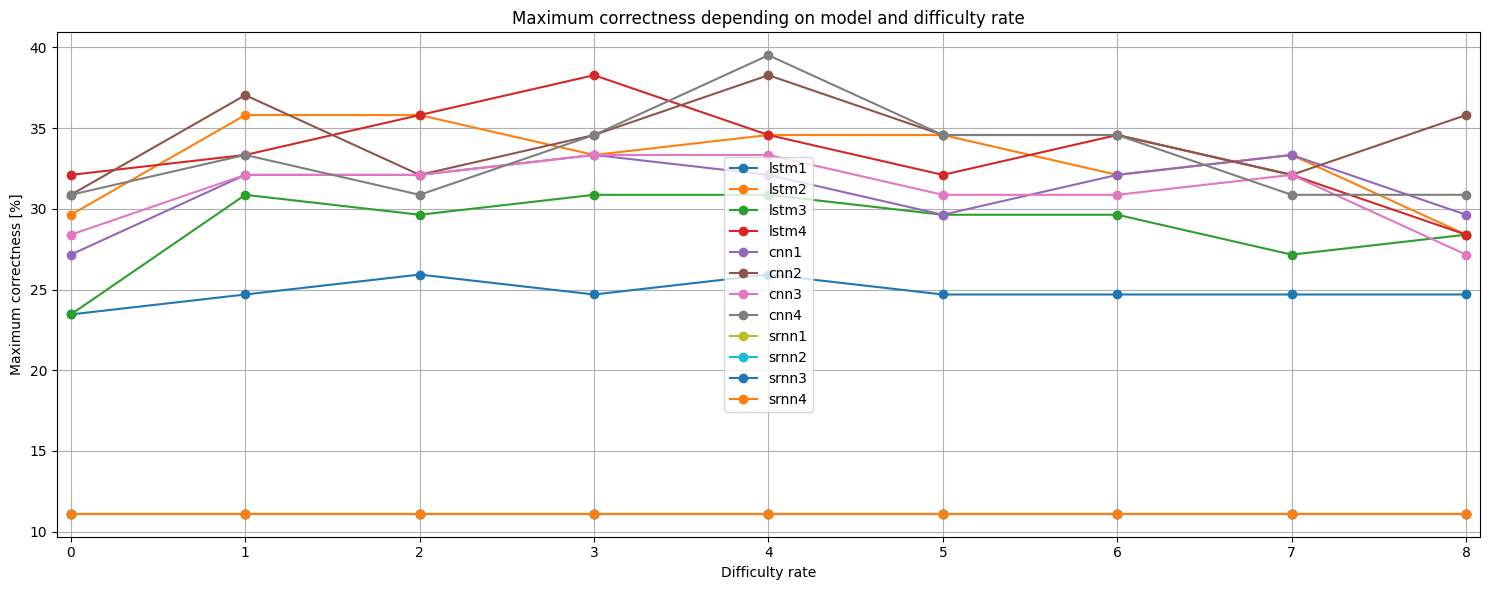 Maximum correctness depending on model and difficulty rate
Maximum correctness [%]
40
35
30
25
20
15
10
lstm1
lstm2
lstm3
lstm4
cnn1
cnn2
cnn3
cnn4
srnn1
srnn2
srnn3
srnn4
0 1 2 3 4 5 6 7 8
Difficulty rate